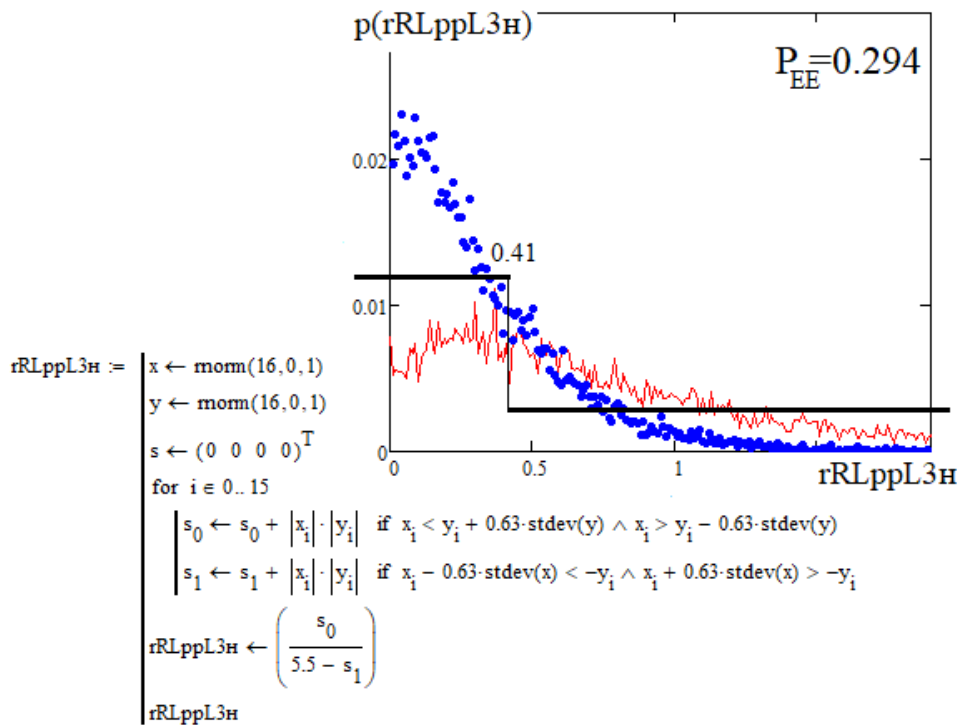 p(rRLppL3н)
P_EE=0.294
0.02
0.41
0.01
0
0 0.5 1
rRLppL3н
rRLppL3н :=
x ← rnorm(16,0,1)
y ← rnorm(16,0,1)
s ← (0 0 0 0)^T
for i ∈ 0..15
s_0 ← s_0 + |x_i|·|y_i| if x_i < y_i + 0.63·stdev(y) ∧ x_i > y_i − 0.63·stdev(y)
s_1 ← s_1 + |x_i|·|y_i| if x_i − 0.63·stdev(x) < −y_i ∧ x_i + 0.63·stdev(x) > −y_i
rRLppL3н ← (s_0 / (5.5 − s_1))
rRLppL3н